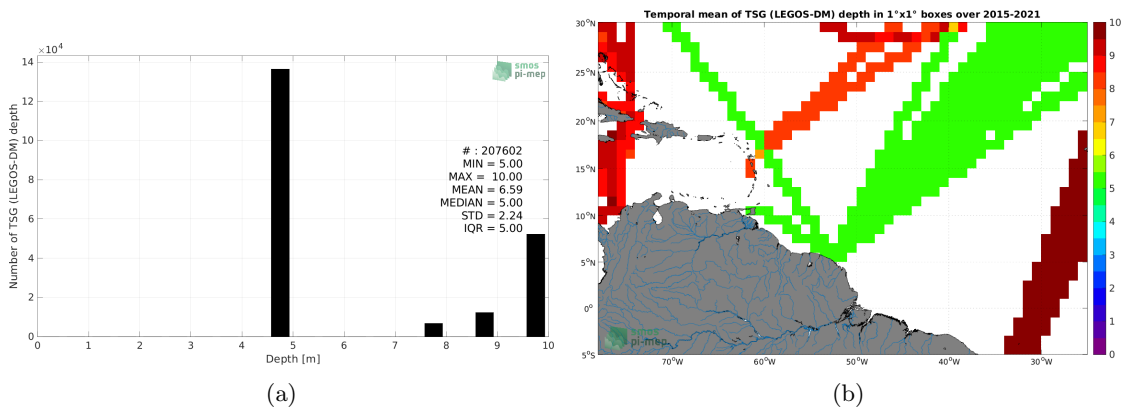 ×10⁴
14
12
10
8
6
4
2
0
Number of TSG (LEGOS-DM) depth
smos
pi-mep
# : 207602
MIN = 5.00
MAX = 10.00
MEAN = 6.59
MEDIAN = 5.00
STD = 2.24
IQR = 5.00
0 1 2 3 4 5 6 7 8 9 10
Depth [m]
(a)
Temporal mean of TSG (LEGOS-DM) depth in 1°x1° boxes over 2015-2021
30°N
25°N
20°N
15°N
10°N
5°N
0°
5°S
70°W 60°W 50°W 40°W 30°W
smos
pi-mep
10
9
8
7
6
5
4
3
2
1
0
(b)